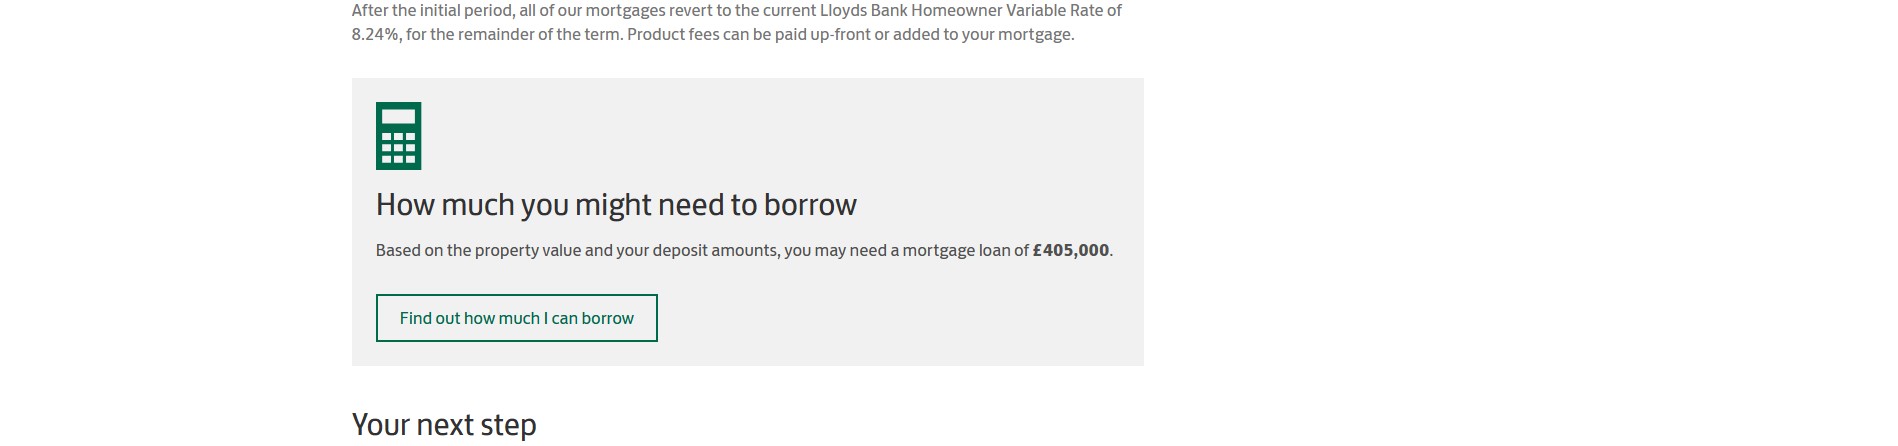 After the initial period, all of our mortgages revert to the current Lloyds Bank Homeowner Variable Rate of
8.24%, for the remainder of the term. Product fees can be paid up-front or added to your mortgage.
How much you might need to borrow
Based on the property value and your deposit amounts, you may need a mortgage loan of £405,000.
Find out how much I can borrow
Your next step